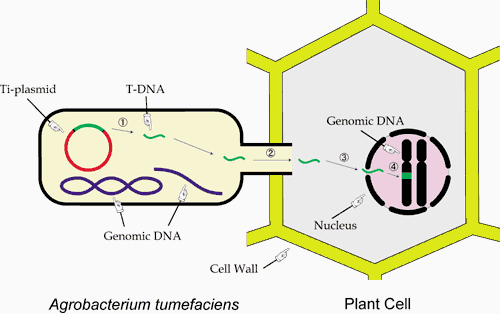 Ti-plasmid
T-DNA
①
②
③
④
Genomic DNA
Genomic DNA
Nucleus
Cell Wall
Agrobacterium tumefaciens
Plant Cell